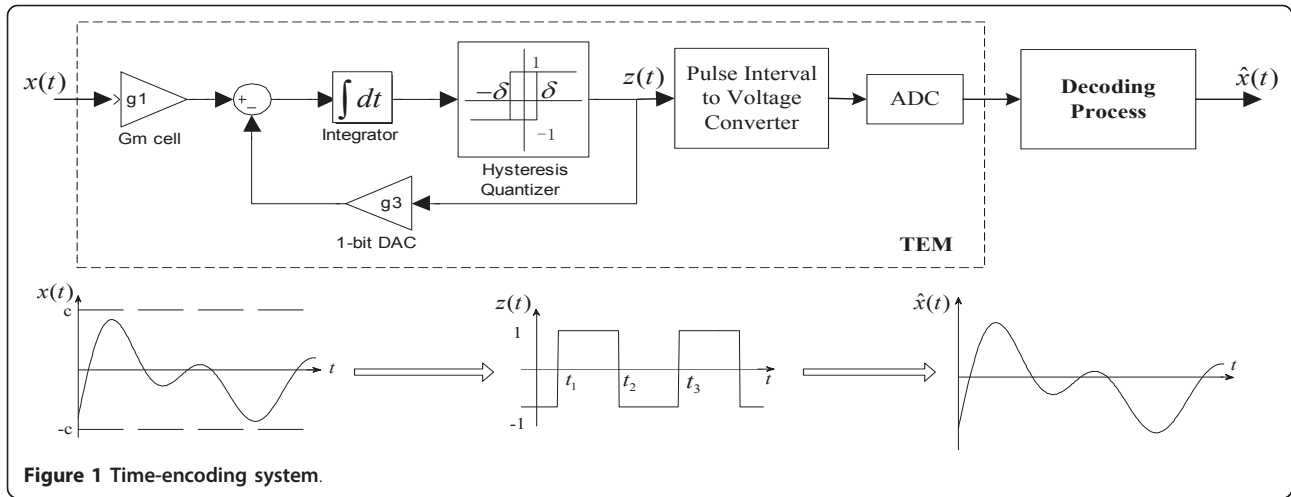 x(t)
g1
Gm cell
+
−
∫ dt
Integrator
−δ
δ
1
−1
Hysteresis
Quantizer
z(t)
Pulse Interval
to Voltage
Converter
ADC
Decoding
Process
x̂(t)
g3
1-bit DAC
TEM
x(t)
c
-c
t
z(t)
1
-1
t₁
t₂
t₃
t
x̂(t)
t
Figure 1 Time-encoding system.